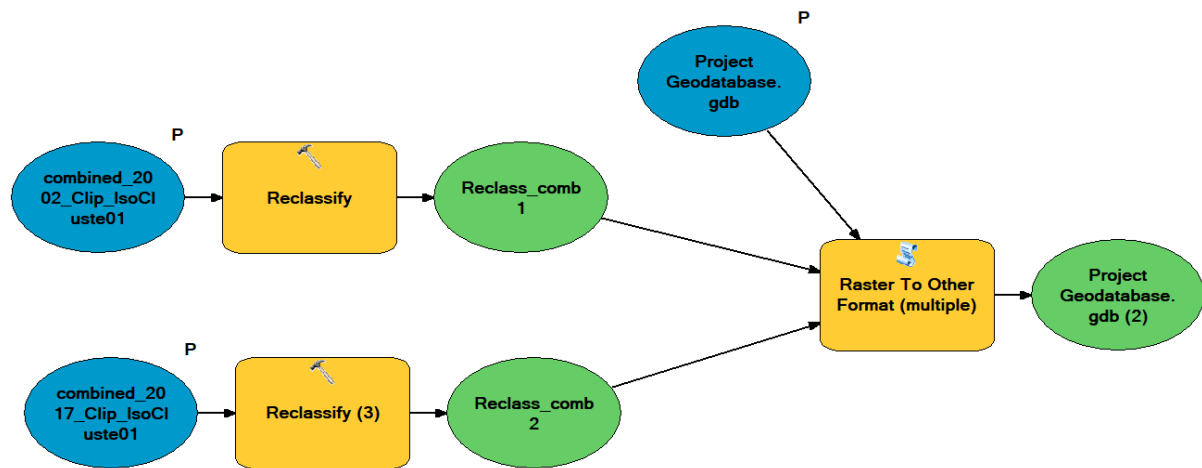 P
Project
Geodatabase.
gdb
P
combined_20
02_Clip_IsoCl
uste01
Reclassify
Reclass_comb
1
Raster To Other
Format (multiple)
Project
Geodatabase.
gdb (2)
P
combined_20
17_Clip_IsoCl
uste01
Reclassify (3)
Reclass_comb
2